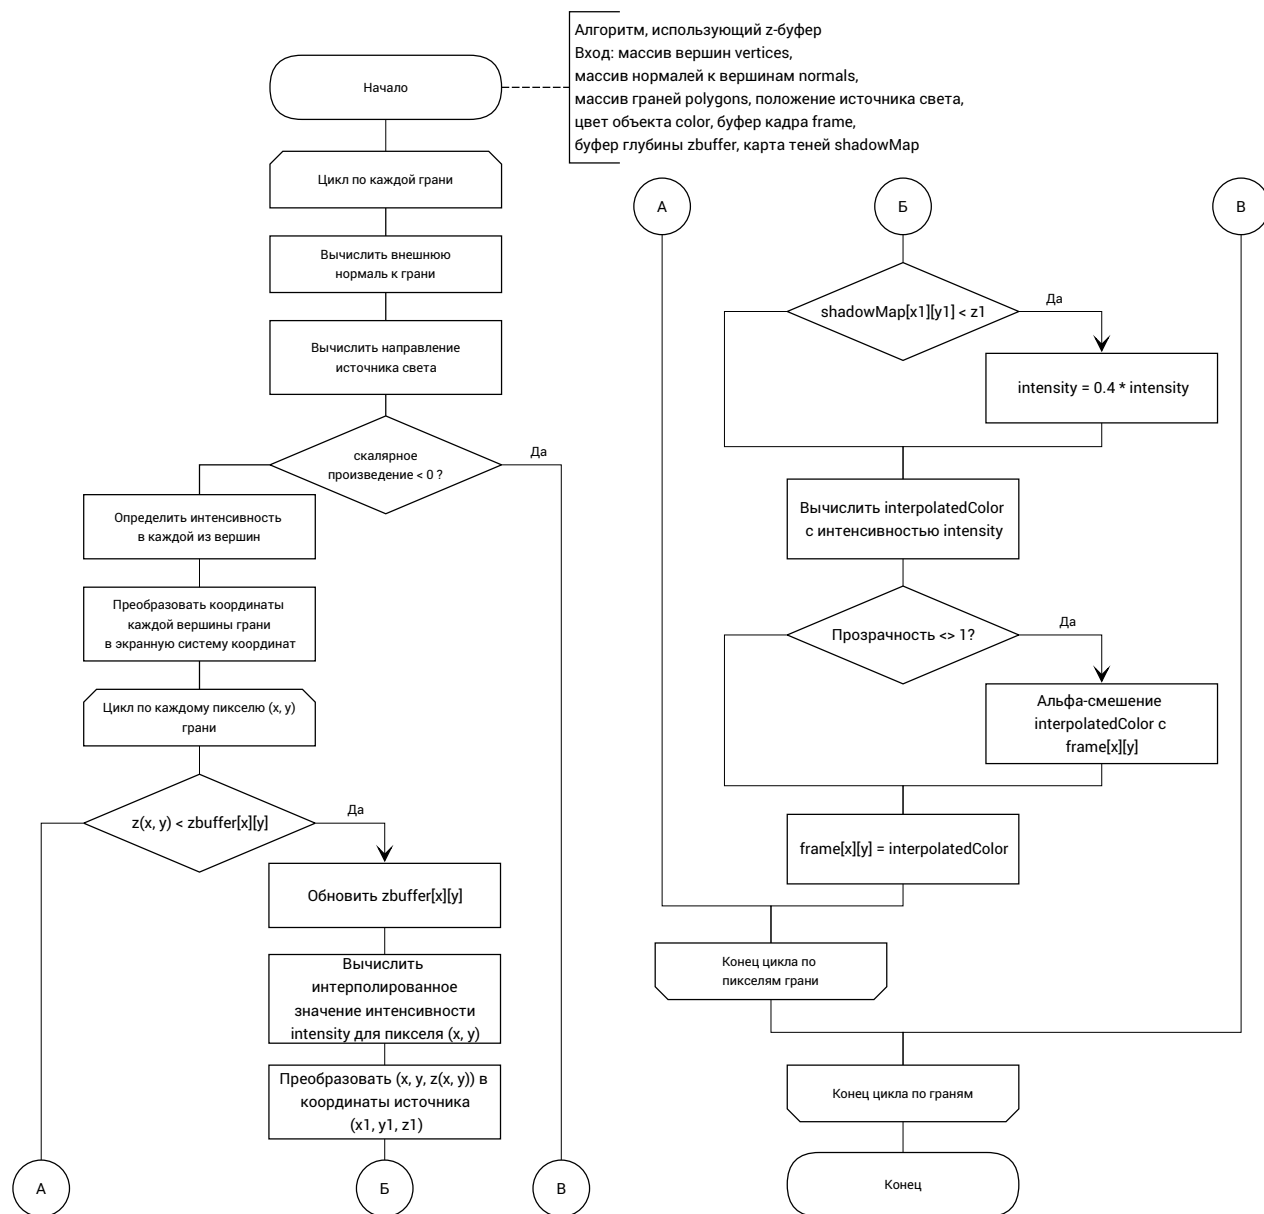 Алгоритм, использующий z-буфер
Вход: массив вершин vertices,
массив нормалей к вершинам normals,
массив граней polygons, положение источника света,
цвет объекта color, буфер кадра frame,
буфер глубины zbuffer, карта теней shadowMap
Начало
Цикл по каждой грани
Вычислить внешнюю
нормаль к грани
Вычислить направление
источника света
скалярное
произведение < 0 ?
Да
Определить интенсивность
в каждой из вершин
Преобразовать координаты
каждой вершины грани
в экранную систему координат
Цикл по каждому пикселю (x, y)
грани
z(x, y) < zbuffer[x][y]
Да
Обновить zbuffer[x][y]
Вычислить
интерполированное
значение интенсивности
intensity для пикселя (x, y)
Преобразовать (x, y, z(x, y)) в
координаты источника
(x1, y1, z1)
А
Б
В
А
Б
В
shadowMap[x1][y1] < z1
Да
intensity = 0.4 * intensity
Вычислить interpolatedColor
с интенсивностью intensity
Прозрачность <> 1?
Да
Альфа-смешение
interpolatedColor с
frame[x][y]
frame[x][y] = interpolatedColor
Конец цикла по
пикселям грани
Конец цикла по граням
Конец